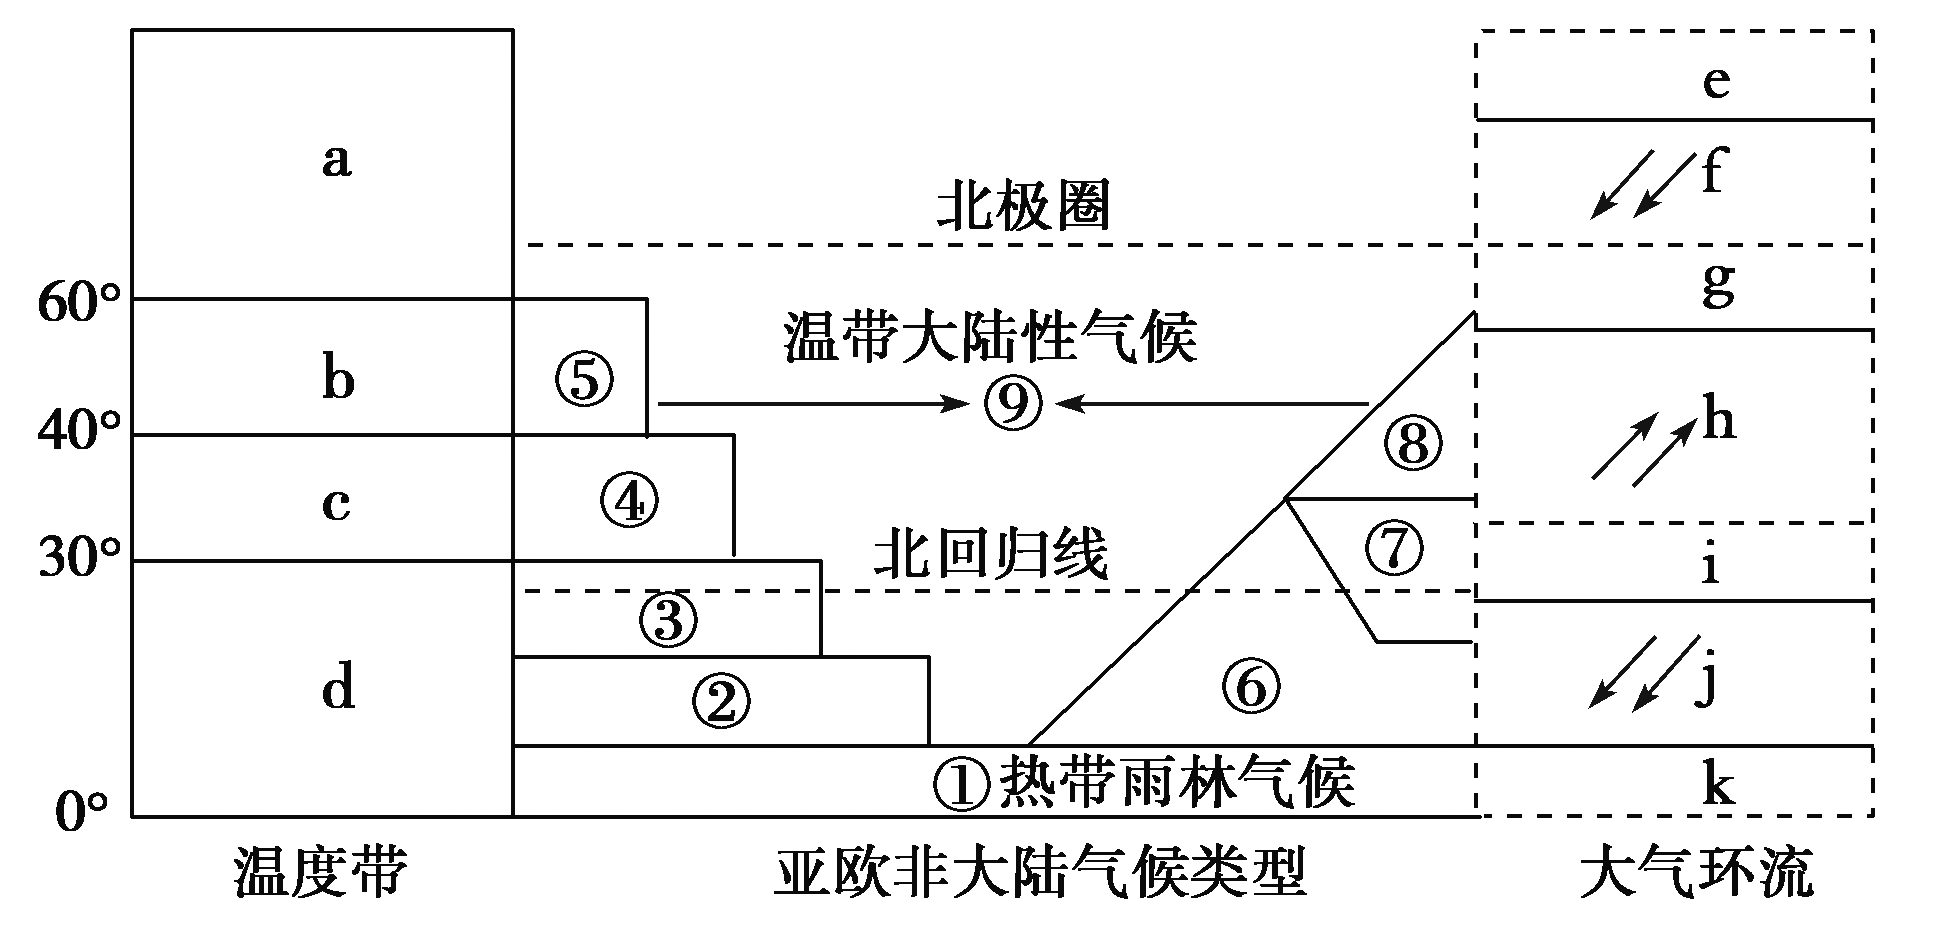 e
a
f
北极圈
g
60°
温带大陆性气候
b
⑤
⑨
h
40°
⑧
c
④
⑦
30°
北回归线
i
③
d
②
⑥
j
①热带雨林气候
k
0°
温度带
亚欧非大陆气候类型
大气环流